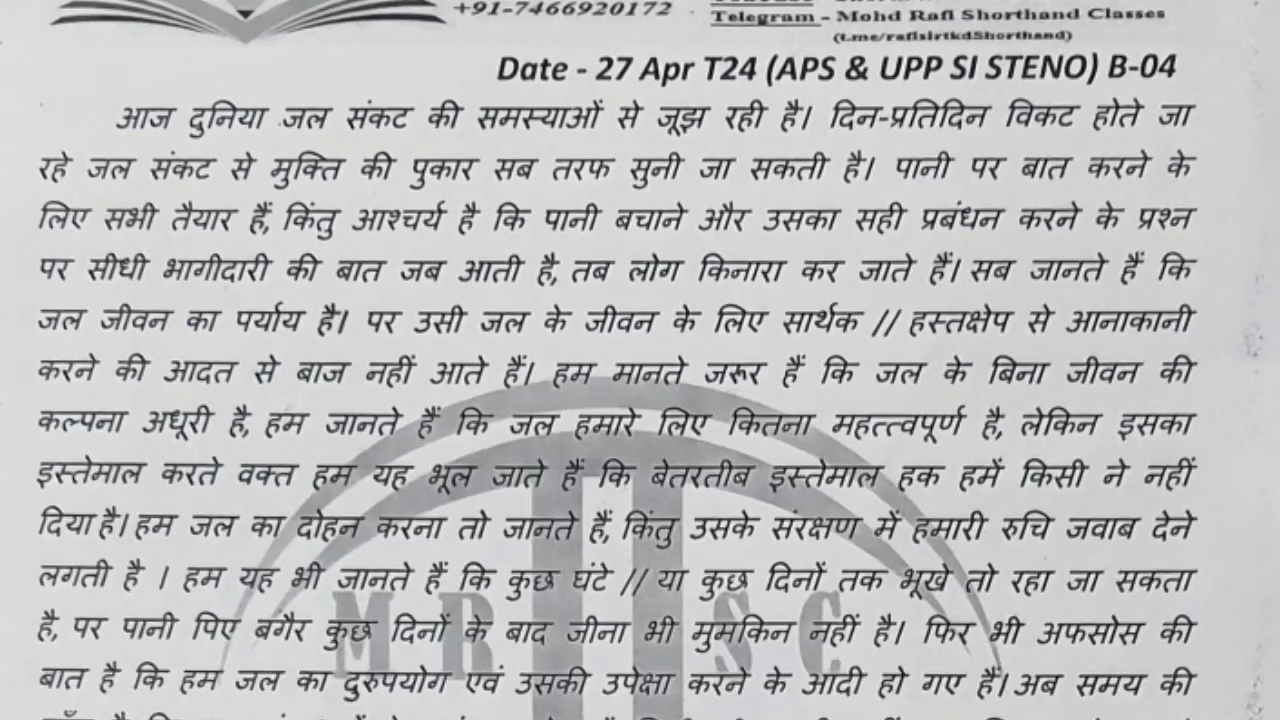 +91-7466920172
Telegram - Mohd Rafi Shorthand Classes
(t.me/rafisirtkdShorthand)
Date - 27 Apr T24 (APS & UPP SI STENO) B-04
आज दुनिया जल संकट की समस्याओं से जूझ रही है। दिन-प्रतिदिन विकट होते जा
रहे जल संकट से मुक्ति की पुकार सब तरफ सुनी जा सकती है। पानी पर बात करने के
लिए सभी तैयार हैं, किंतु आश्चर्य है कि पानी बचाने और उसका सही प्रबंधन करने के प्रश्न
पर सीधी भागीदारी की बात जब आती है, तब लोग किनारा कर जाते हैं। सब जानते हैं कि
जल जीवन का पर्याय है। पर उसी जल के जीवन के लिए सार्थक // हस्तक्षेप से आनाकानी
करने की आदत से बाज नहीं आते हैं। हम मानते जरूर हैं कि जल के बिना जीवन की
कल्पना अधूरी है, हम जानते हैं कि जल हमारे लिए कितना महत्त्वपूर्ण है, लेकिन इसका
इस्तेमाल करते वक्त हम यह भूल जाते हैं कि बेतरतीब इस्तेमाल हक हमें किसी ने नहीं
दिया है। हम जल का दोहन करना तो जानते हैं, किंतु उसके संरक्षण में हमारी रुचि जवाब देने
लगती है । हम यह भी जानते हैं कि कुछ घंटे // या कुछ दिनों तक भूखे तो रहा जा सकता
है, पर पानी पिए बगैर कुछ दिनों के बाद जीना भी मुमकिन नहीं है। फिर भी अफसोस की
बात है कि हम जल का दुरुपयोग एवं उसकी उपेक्षा करने के आदी हो गए हैं। अब समय की
M R S C